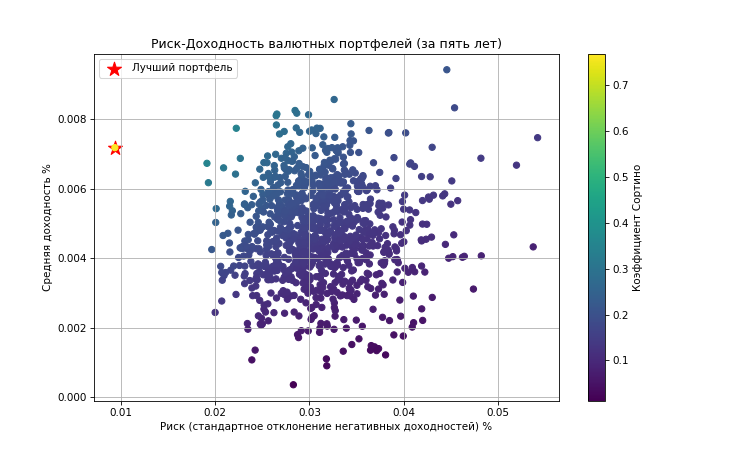 Риск-Доходность валютных портфелей (за пять лет)
Лучший портфель
Средняя доходность %
0.008
0.006
0.004
0.002
0.000
0.01 0.02 0.03 0.04 0.05
Риск (стандартное отклонение негативных доходностей) %
0.7
0.6
0.5
0.4
0.3
0.2
0.1
Коэффициент Сортино